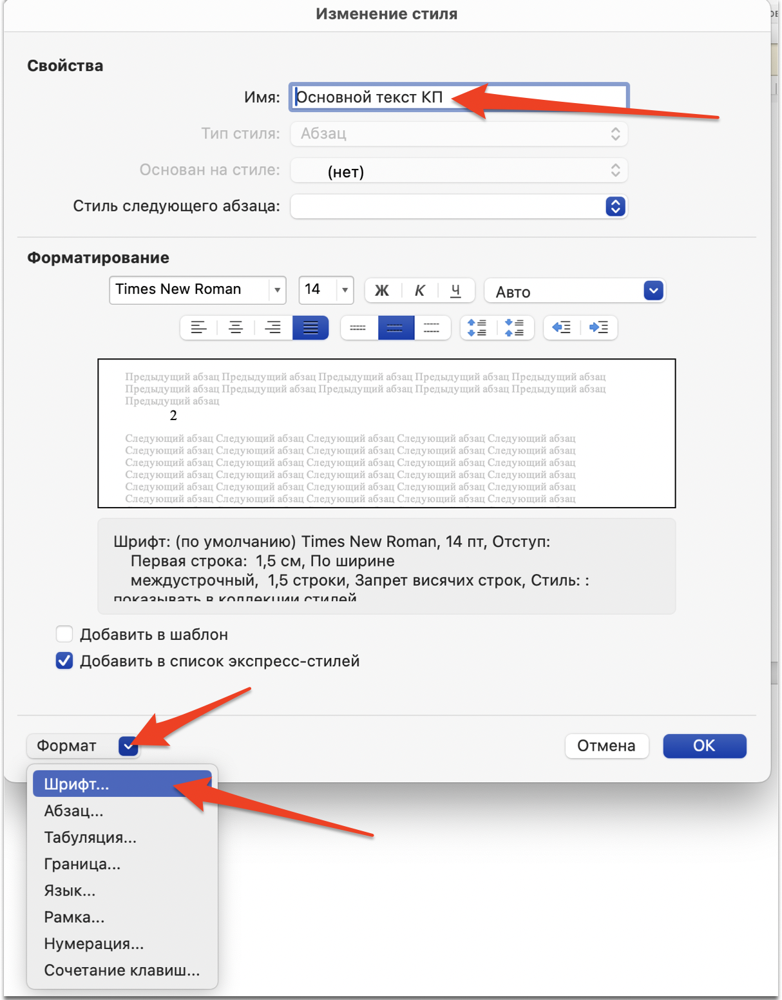 Изменение стиля
Свойства
Имя: Основной текст КП
Тип стиля: Абзац
Основан на стиле: (нет)
Стиль следующего абзаца:
Форматирование
Times New Roman 14 Ж К Ч Авто
Предыдущий абзац Предыдущий абзац Предыдущий абзац Предыдущий абзац Предыдущий абзац
Предыдущий абзац Предыдущий абзац Предыдущий абзац Предыдущий абзац Предыдущий абзац
Предыдущий абзац
2
Следующий абзац Следующий абзац Следующий абзац Следующий абзац Следующий абзац
Следующий абзац Следующий абзац Следующий абзац Следующий абзац Следующий абзац
Следующий абзац Следующий абзац Следующий абзац Следующий абзац Следующий абзац
Следующий абзац Следующий абзац Следующий абзац Следующий абзац Следующий абзац
Следующий абзац Следующий абзац Следующий абзац Следующий абзац Следующий абзац
Следующий абзац Следующий абзац Следующий абзац Следующий абзац Следующий абзац
Шрифт: (по умолчанию) Times New Roman, 14 пт, Отступ:
Первая строка: 1,5 см, По ширине
междустрочный, 1,5 строки, Запрет висячих строк, Стиль: :
показывать в коллекции стилей
Добавить в шаблон
Добавить в список экспресс-стилей
Формат Отмена OK
Шрифт...
Абзац...
Табуляция...
Граница...
Язык...
Рамка...
Нумерация...
Сочетание клавиш...